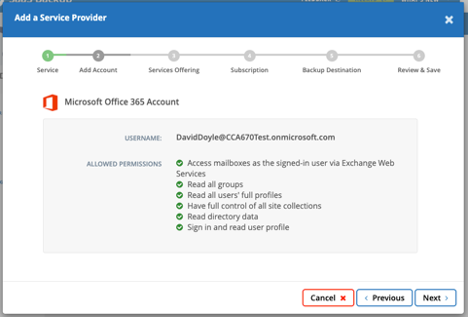 Add a Service Provider
1 2 3 4 5 6
Service Add Account Services Offering Subscription Backup Destination Review & Save
Microsoft Office 365 Account
USERNAME: DavidDoyle@CCA670Test.onmicrosoft.com
ALLOWED PERMISSIONS Access mailboxes as the signed-in user via Exchange Web
Services
Read all groups
Read all users' full profiles
Have full control of all site collections
Read directory data
Sign in and read user profile
Cancel Previous Next